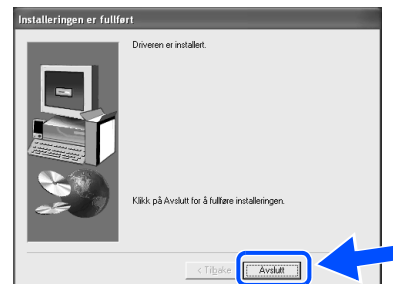 Installeringen er fullført
Driveren er installert.
Klikk på Avslutt for å fullføre installeringen.
< Tilbake
Avslutt